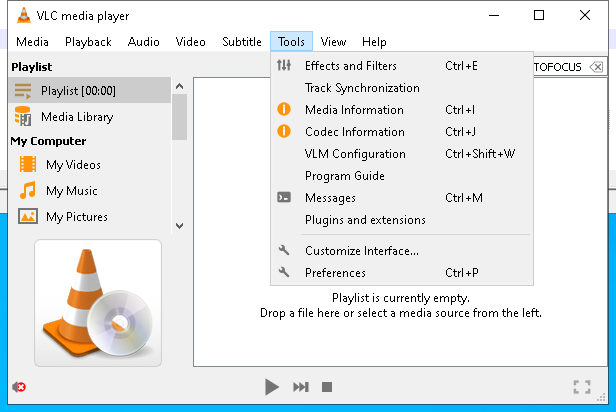 VLC media player
Media Playback Audio Video Subtitle Tools View Help
Playlist
Playlist [00:00]
Media Library
My Computer
My Videos
My Music
My Pictures
TOFOCUS
Effects and Filters Ctrl+E
Track Synchronization
Media Information Ctrl+I
Codec Information Ctrl+J
VLM Configuration Ctrl+Shift+W
Program Guide
Messages Ctrl+M
Plugins and extensions
Customize Interface...
Preferences Ctrl+P
Playlist is currently empty.
Drop a file here or select a media source from the left.